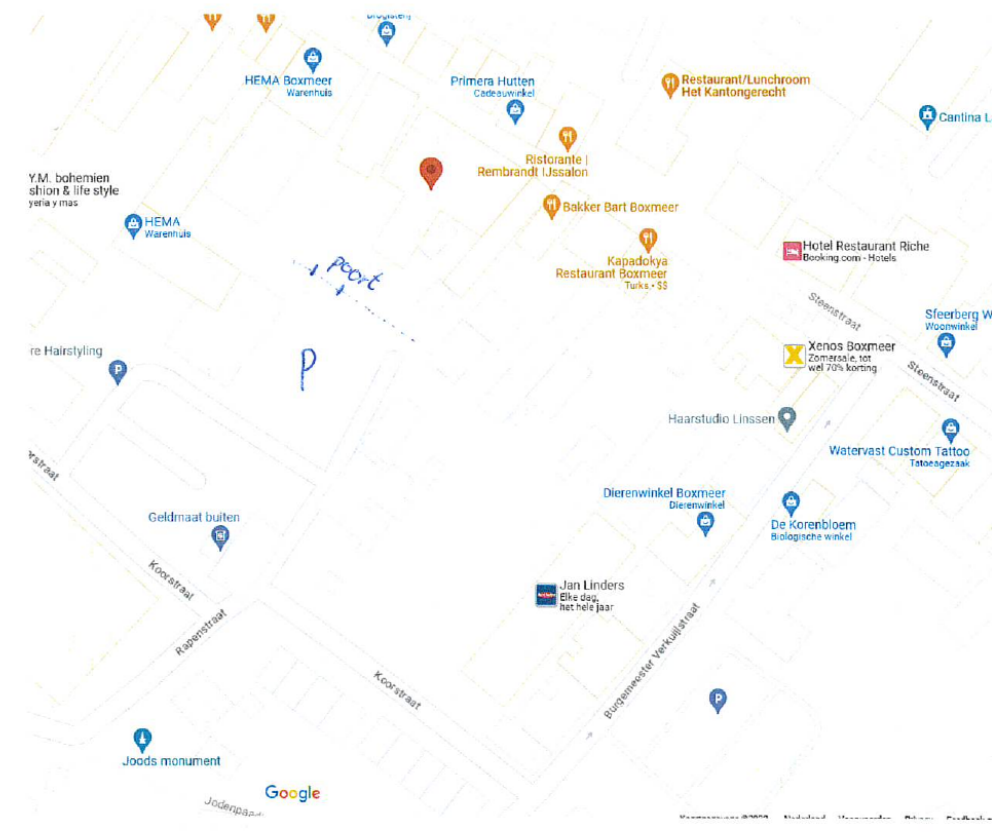 Drogisterij
HEMA Boxmeer
Warenhuis
Primera Hutten
Cadeauwinkel
Restaurant/Lunchroom
Het Kantongerecht
Cantina L
Ristorante |
Rembrandt IJssalon
Y.M. bohemien
shion & life style
yeria y mas
HEMA
Warenhuis
Bakker Bart Boxmeer
Kapadokya
Restaurant Boxmeer
Turks • $$
Hotel Restaurant Riche
Booking.com - Hotels
poort
Steenstraat
Sfeerberg W
Woonwinkel
re Hairstyling
P
P
X
Xenos Boxmeer
Zomersale, tot
wel 70% korting
Steenstraat
Haarstudio Linssen
Watervast Custom Tattoo
Tatoeagezaak
rstraat
Geldmaat buiten
Dierenwinkel Boxmeer
Dierenwinkel
De Korenbloem
Biologische winkel
Koorstraat
Jan Linders
Elke dag,
het hele jaar
Rapenstraat
Koorstraat
Burgemeester Verkuijlstraat
P
Joods monument
Google